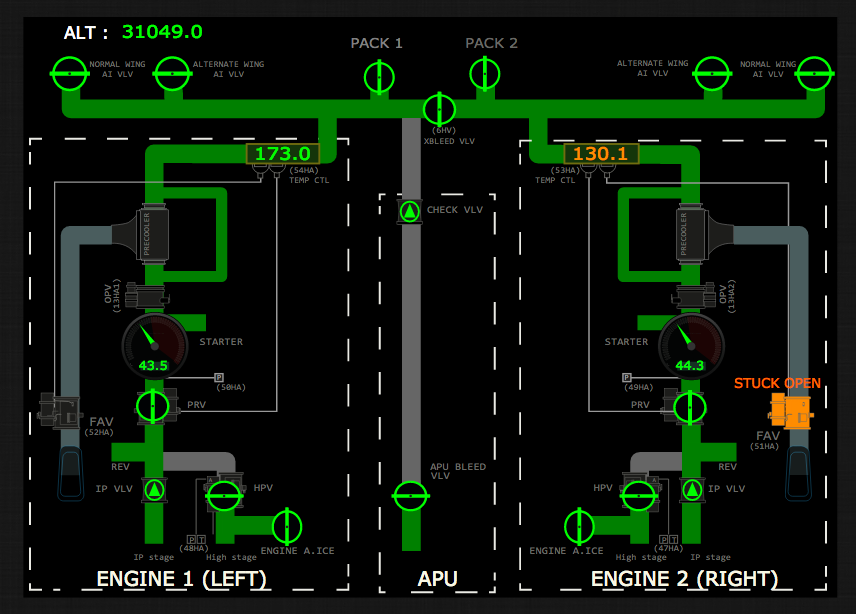 ALT : 31049.0
PACK 1
PACK 2
NORMAL WING
AI VLV
ALTERNATE WING
AI VLV
ALTERNATE WING
AI VLV
NORMAL WING
AI VLV
(6HV)
XBLEED VLV
173.0
(54HA)
TEMP CTL
130.1
(53HA)
TEMP CTL
CHECK VLV
PRECOOLER
PRECOOLER
OPV
(13HA1)
OPV
(13HA2)
STARTER
43.5
STARTER
44.3
P
(50HA)
P
(49HA)
STUCK OPEN
PRV
PRV
FAV
(52HA)
FAV
(51HA)
REV
REV
APU BLEED
VLV
IP VLV
HPV
HPV
IP VLV
P T
(48HA)
P T
(47HA)
ENGINE A.ICE
ENGINE A.ICE
IP stage
High stage
High stage
IP stage
ENGINE 1 (LEFT)
APU
ENGINE 2 (RIGHT)